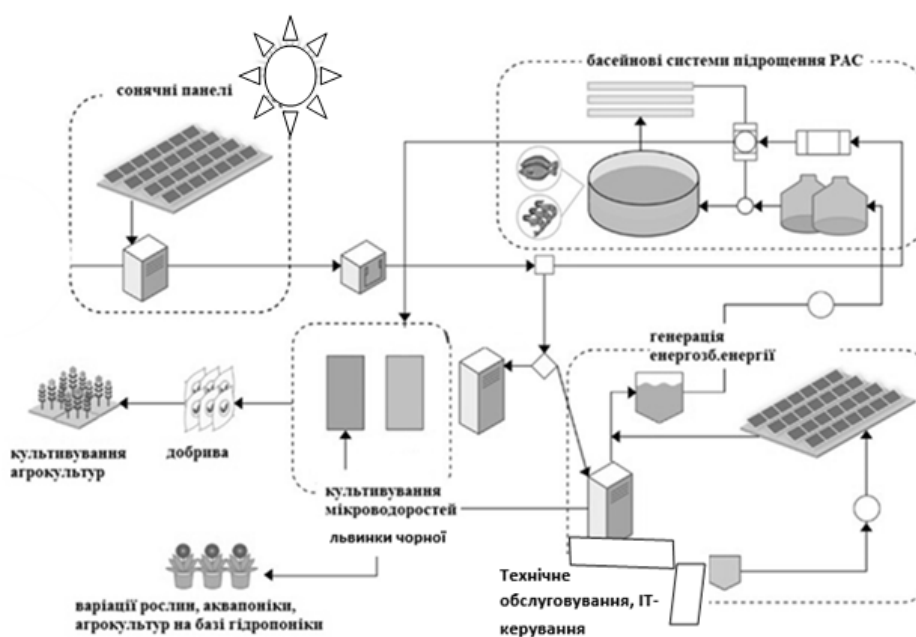 басейнові системи підрощення РАС
сонячні панелі
генерація
енергозб.енергії
культивування
агрокультур
добрива
культивування
мікроводоростей
львинки чорної
варіації рослин, аквапоніки,
агрокультур на базі гідропоніки
Технічне
обслуговування, ІТ-
керування